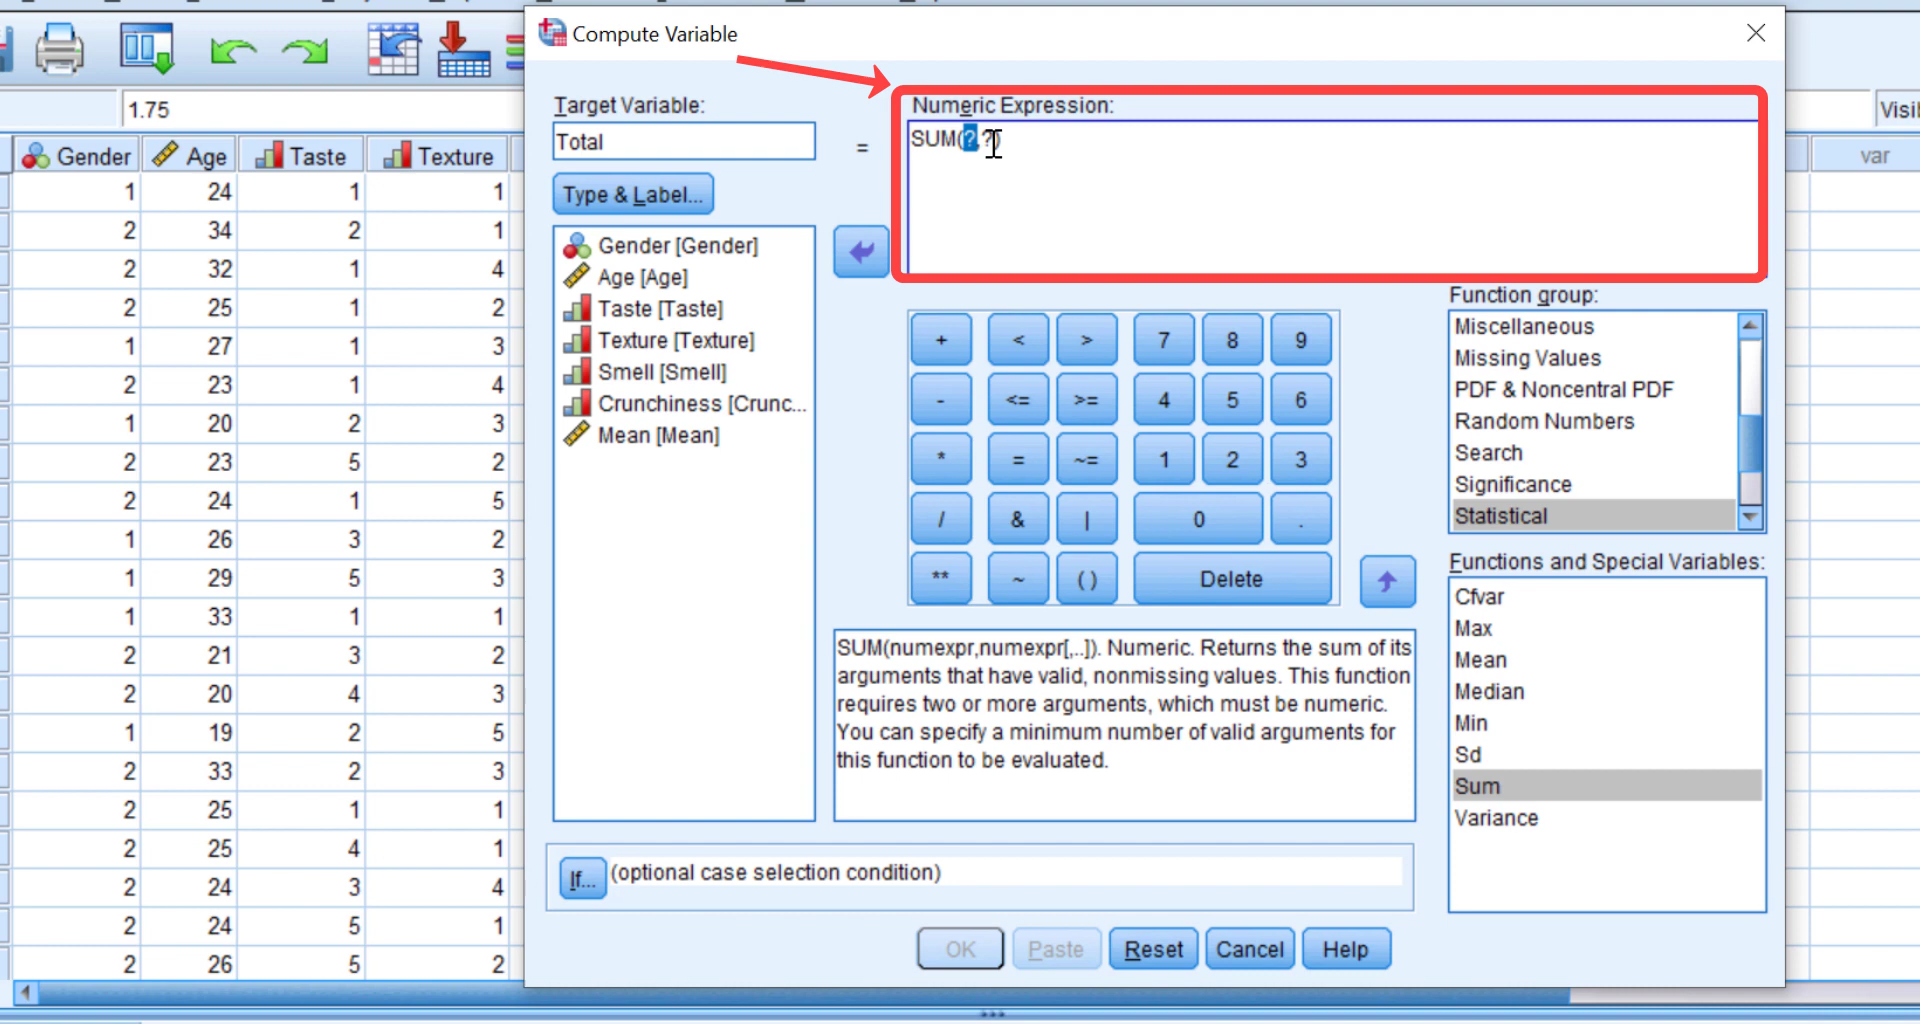 Compute Variable
1.75
Visi
Target Variable:
Total
=
Numeric Expression:
SUM(?,?)
Type & Label...
Gender Age Taste Texture
var
1 24 1 1
2 34 2 1
2 32 1 4
2 25 1 2
1 27 1 3
2 23 1 4
1 20 2 3
2 23 5 2
2 24 1 5
1 26 3 2
1 29 5 3
1 33 1 1
2 21 3 2
2 20 4 3
1 19 2 5
2 33 2 3
2 25 1 1
2 25 4 1
2 24 3 4
2 24 5 1
2 26 5 2
Gender [Gender]
Age [Age]
Taste [Taste]
Texture [Texture]
Smell [Smell]
Crunchiness [Crunc...
Mean [Mean]
+ < > 7 8 9
- <= >= 4 5 6
* = ~= 1 2 3
/ & | 0 .
** ~ ( ) Delete
Function group:
Miscellaneous
Missing Values
PDF & Noncentral PDF
Random Numbers
Search
Significance
Statistical
Functions and Special Variables:
Cfvar
Max
Mean
Median
Min
Sd
Sum
Variance
SUM(numexpr,numexpr[,..]). Numeric. Returns the sum of its
arguments that have valid, nonmissing values. This function
requires two or more arguments, which must be numeric.
You can specify a minimum number of valid arguments for
this function to be evaluated.
If... (optional case selection condition)
OK Paste Reset Cancel Help